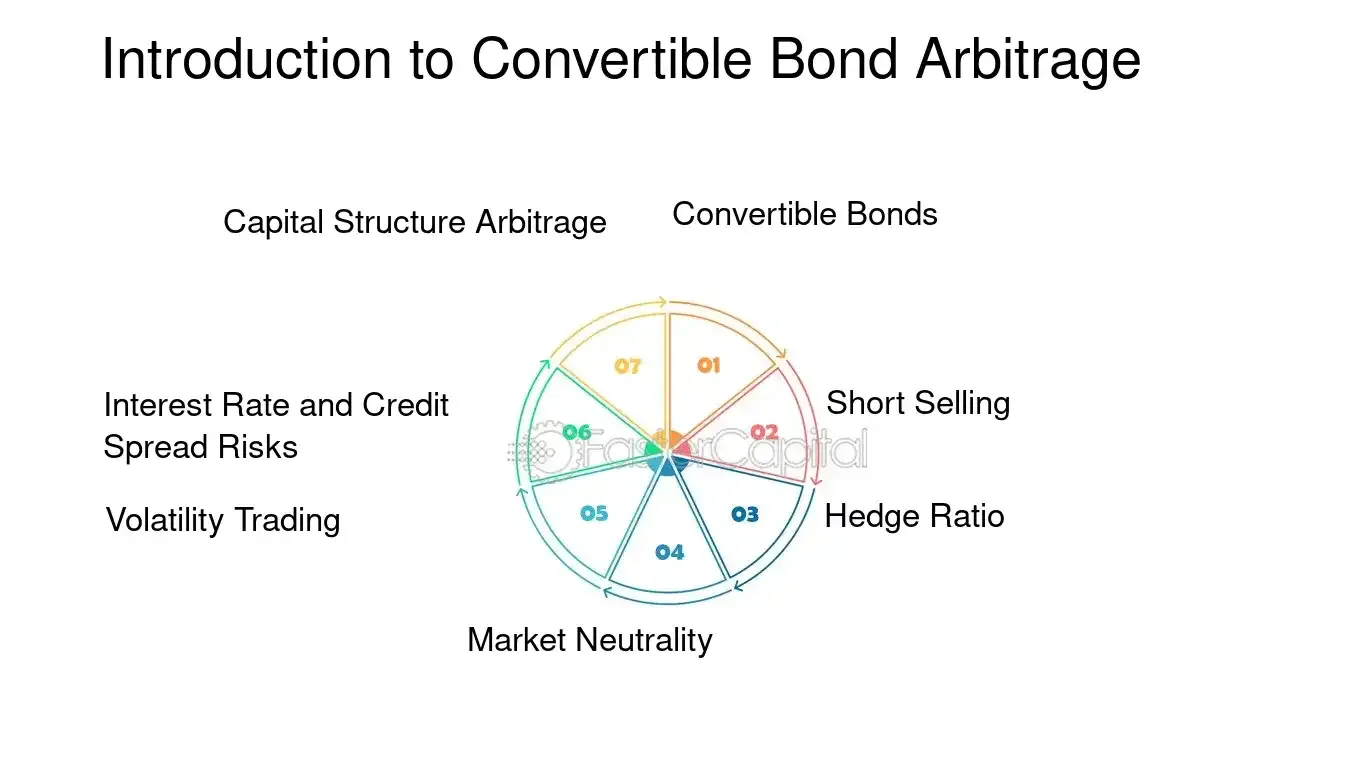 Introduction to Convertible Bond Arbitrage
Capital Structure Arbitrage
Convertible Bonds
07
01
Interest Rate and Credit
Spread Risks
Short Selling
06
02
FasterCapital
Volatility Trading
Hedge Ratio
05
03
04
Market Neutrality